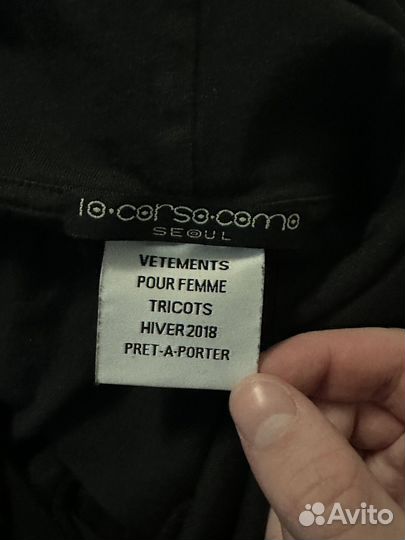 10·corso·como
SEOUL
VETEMENTS
POUR FEMME
TRICOTS
HIVER 2018
PRET-A-PORTER
Avito